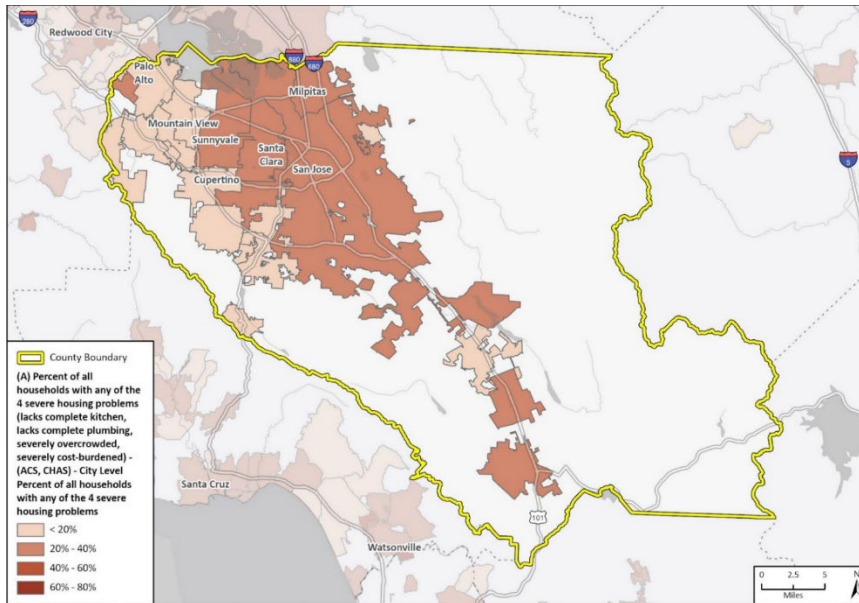 280
Redwood City
880
680
Palo
Alto
Milpitas
Mountain View
Sunnyvale
Santa
Clara
San Jose
Cupertino
5
County Boundary
(A) Percent of all
households with any of the
4 severe housing problems
(lacks complete kitchen,
lacks complete plumbing,
severely overcrowded,
severely cost-burdened) -
(ACS, CHAS) - City Level
Percent of all households
with any of the 4 severe
housing problems
< 20%
20% - 40%
40% - 60%
60% - 80%
Santa Cruz
101
Watsonville
0 2.5 5
Miles
N